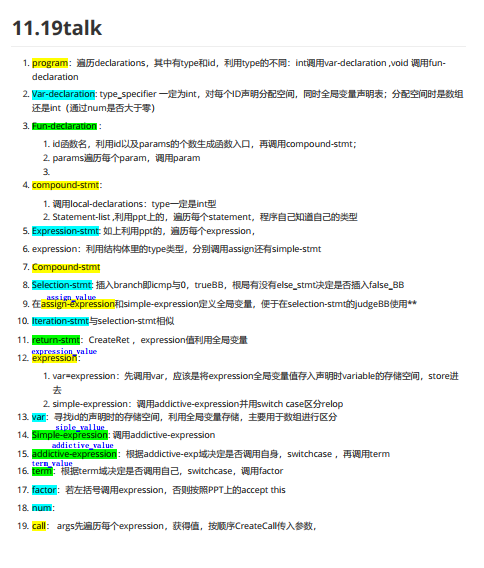 11.19talk
1. program：遍历declarations，其中有type和id，利用type的不同：int调用var-declaration ,void 调用fun-
declaration
2. Var-declaration: type_specifier 一定为int，对每个ID声明分配空间，同时全局变量声明表；分配空间时是数组
还是int（通过num是否大于零）
3. Fun-declaration：
1. id函数名，利用id以及params的个数生成函数入口，再调用compound-stmt；
2. params遍历每个param，调用param
3.
4. compound-stmt：
1. 调用local-declarations：type一定是int型
2. Statement-list ,利用ppt上的，遍历每个statement，程序自己知道自己的类型
5. Expression-stmt: 如上利用ppt的，遍历每个expression，
6. expression：利用结构体里的type类型，分别调用assign还有simple-stmt
7. Compound-stmt
8. Selection-stmt: 插入branch即icmp与0，trueBB，根局有没有else_stmt决定是否插入false_BB
assign_value
9. 在assign-expression和simple-expression定义全局变量，便于在selection-stmt的judgeBB使用**
10. Iteration-stmt与selection-stmt相似
11. return-stmt：CreateRet ，expression值利用全局变量
expression_value
12. expression：
1. var=expression：先调用var，应该是将expression全局变量值存入声明时variable的存储空间，store进
去
2. simple-expression：调用addictive-expression并用switch case区分relop
13. var：寻找id的声明时的存储空间，利用全局变量存储，主要用于数组进行区分
siple_vallue
14. Simple-expression: 调用addictive-expression
addictive_value
15. addictive-expression：根据addictive-exp域决定是否调用自身，switchcase ，再调用term
term_value
16. term：根据term域决定是否调用自己，switchcase，调用factor
17. factor：若左括号调用expression，否则按照PPT上的accept this
18. num：
19. call： args先遍历每个expression，获得值，按顺序CreateCall传入参数，